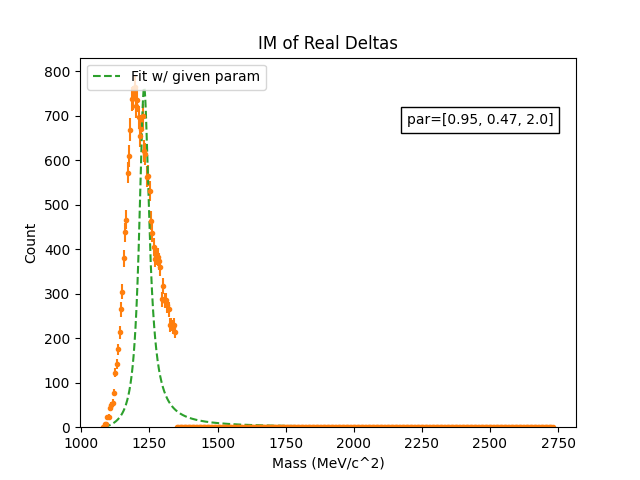 IM of Real Deltas
Fit w/ given param
par=[0.95, 0.47, 2.0]
Count
800
700
600
500
400
300
200
100
0
1000 1250 1500 1750 2000 2250 2500 2750
Mass (MeV/c^2)